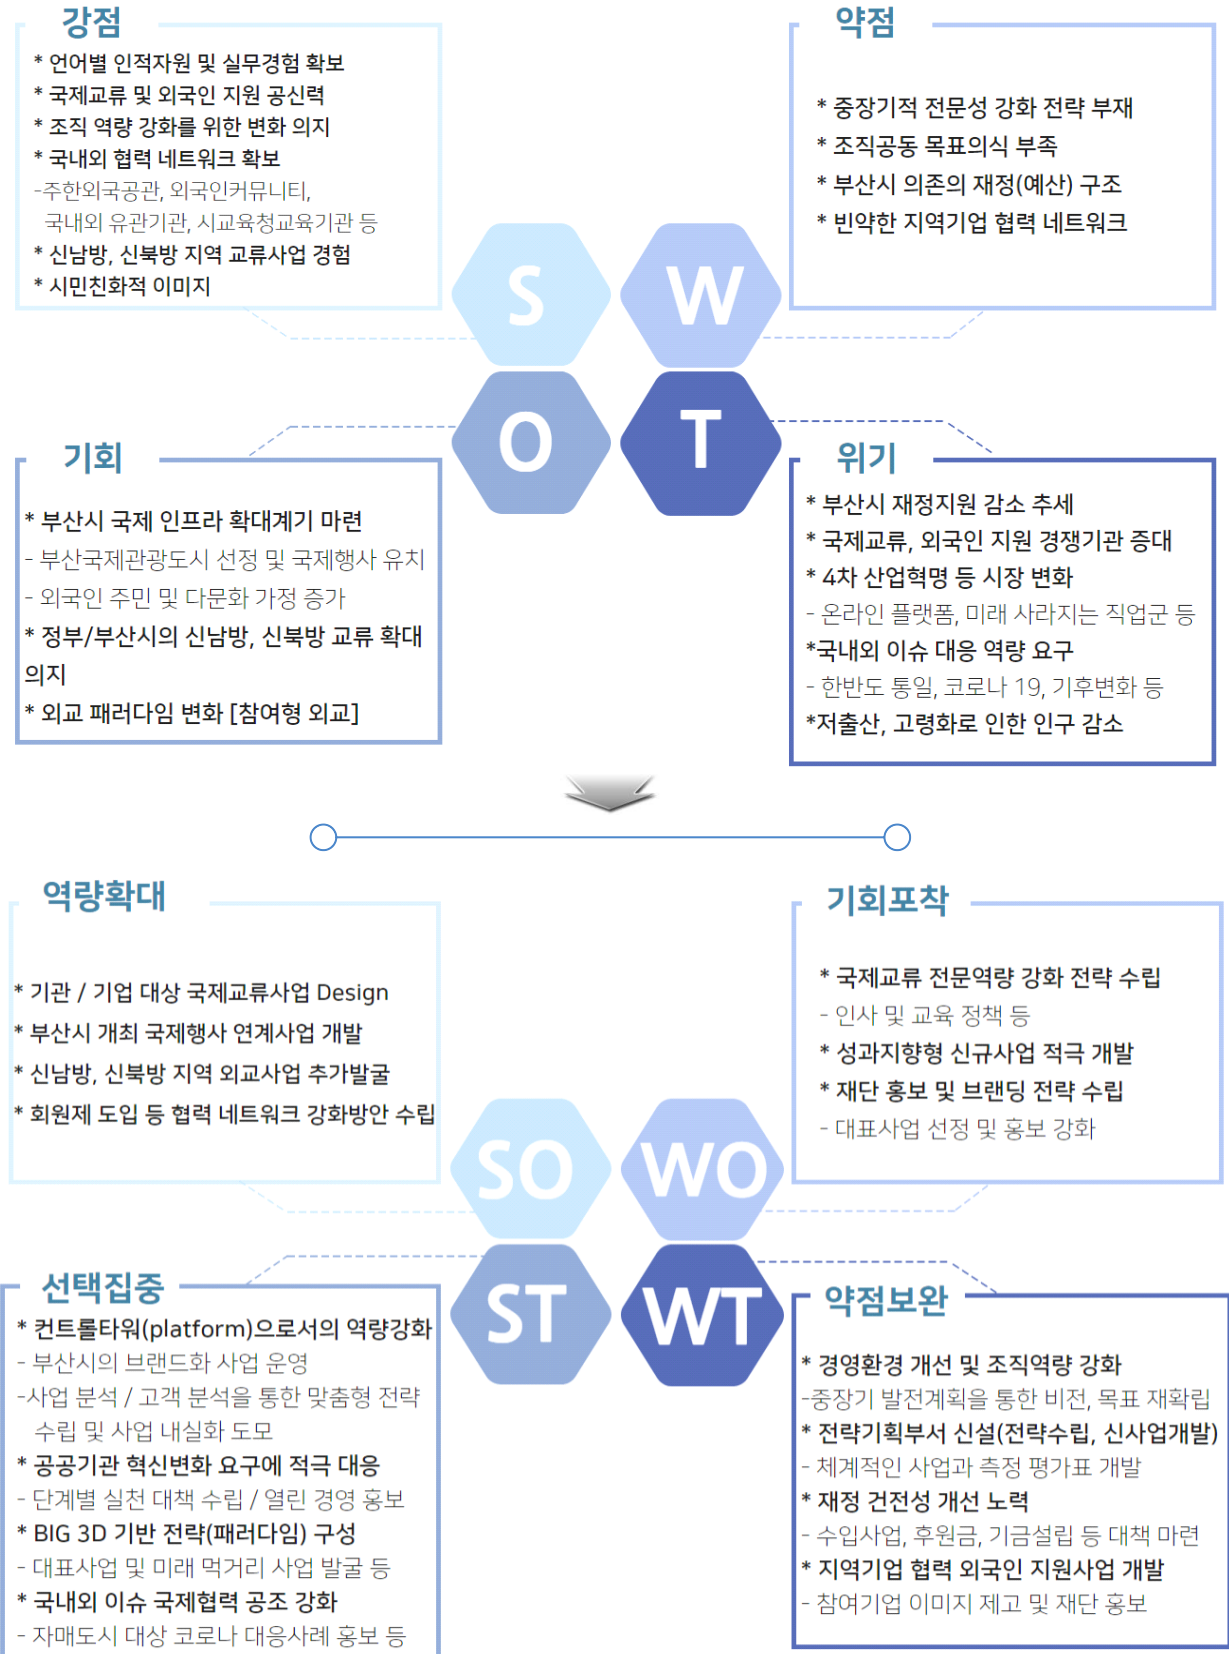 강점
* 언어별 인적자원 및 실무경험 확보
* 국제교류 및 외국인 지원 공신력
* 조직 역량 강화를 위한 변화 의지
* 국내외 협력 네트워크 확보
-주한외국공관, 외국인커뮤니티,
국내외 유관기관, 시교육청교육기관 등
* 신남방, 신북방 지역 교류사업 경험
* 시민친화적 이미지
약점
* 중장기적 전문성 강화 전략 부재
* 조직공동 목표의식 부족
* 부산시 의존의 재정(예산) 구조
* 빈약한 지역기업 협력 네트워크
S
W
O
T
기회
* 부산시 국제 인프라 확대계기 마련
- 부산국제관광도시 선정 및 국제행사 유치
- 외국인 주민 및 다문화 가정 증가
* 정부/부산시의 신남방, 신북방 교류 확대
의지
* 외교 패러다임 변화 [참여형 외교]
위기
* 부산시 재정지원 감소 추세
* 국제교류, 외국인 지원 경쟁기관 증대
* 4차 산업혁명 등 시장 변화
- 온라인 플랫폼, 미래 사라지는 직업군 등
*국내외 이슈 대응 역량 요구
- 한반도 통일, 코로나 19, 기후변화 등
*저출산, 고령화로 인한 인구 감소
역량확대
* 기관 / 기업 대상 국제교류사업 Design
* 부산시 개최 국제행사 연계사업 개발
* 신남방, 신북방 지역 외교사업 추가발굴
* 회원제 도입 등 협력 네트워크 강화방안 수립
기회포착
* 국제교류 전문역량 강화 전략 수립
- 인사 및 교육 정책 등
* 성과지향형 신규사업 적극 개발
* 재단 홍보 및 브랜딩 전략 수립
- 대표사업 선정 및 홍보 강화
SO
WO
ST
WT
선택집중
* 컨트롤타워(platform)으로서의 역량강화
- 부산시의 브랜드화 사업 운영
-사업 분석 / 고객 분석을 통한 맞춤형 전략
수립 및 사업 내실화 도모
* 공공기관 혁신변화 요구에 적극 대응
- 단계별 실천 대책 수립 / 열린 경영 홍보
* BIG 3D 기반 전략(패러다임) 구성
- 대표사업 및 미래 먹거리 사업 발굴 등
* 국내외 이슈 국제협력 공조 강화
- 자매도시 대상 코로나 대응사례 홍보 등
약점보완
* 경영환경 개선 및 조직역량 강화
-중장기 발전계획을 통한 비전, 목표 재확립
* 전략기획부서 신설(전략수립, 신사업개발)
- 체계적인 사업과 측정 평가표 개발
* 재정 건전성 개선 노력
- 수입사업, 후원금, 기금설립 등 대책 마련
* 지역기업 협력 외국인 지원사업 개발
- 참여기업 이미지 제고 및 재단 홍보